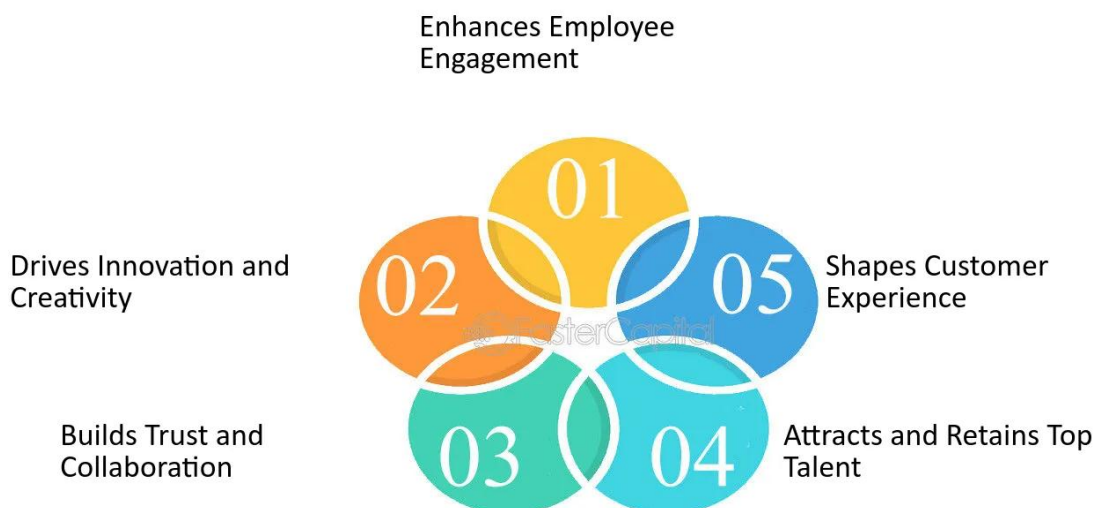 Enhances Employee
Engagement
01
Drives Innovation and
Creativity
02
05
Shapes Customer
Experience
FasterCapital
Builds Trust and
Collaboration
03
04
Attracts and Retains Top
Talent